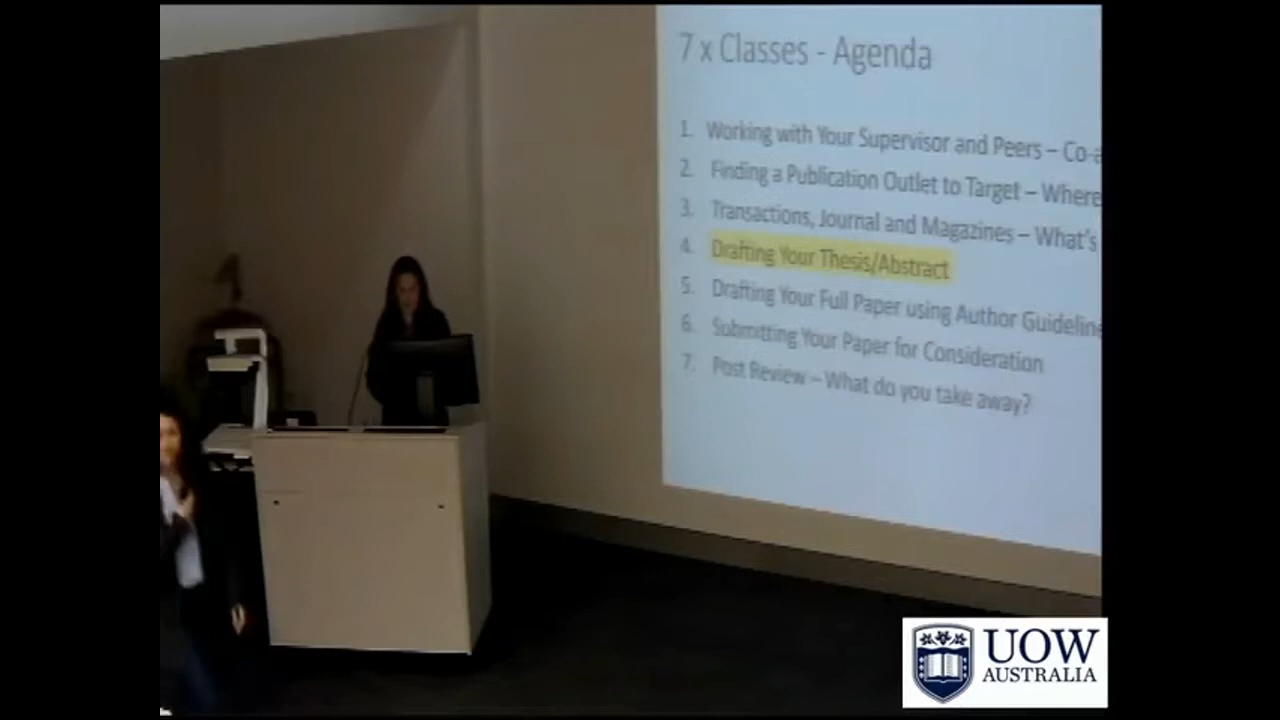 7 x Classes - Agenda
1. Working with Your Supervisor and Peers – Co-a
2. Finding a Publication Outlet to Target – Where
3. Transactions, Journal and Magazines – What's
4. Drafting Your Thesis/Abstract
5. Drafting Your Full Paper using Author Guideline
6. Submitting Your Paper for Consideration
7. Post Review – What do you take away?
UOW
AUSTRALIA